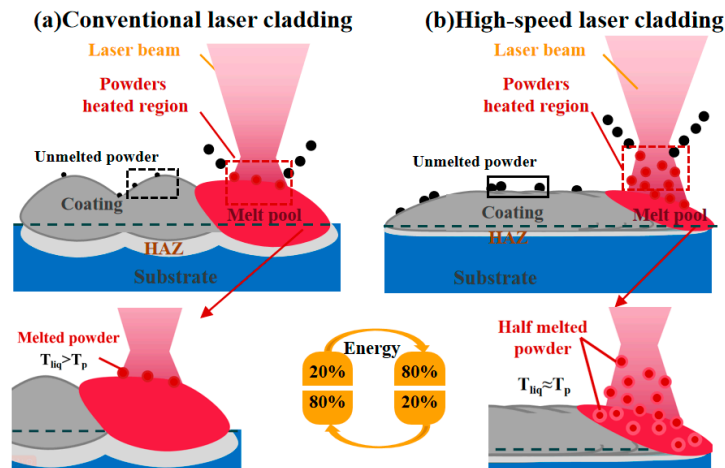 (a)Conventional laser cladding
Laser beam
Powders
heated region
Unmelted powder
Coating
Melt pool
HAZ
Substrate
Melted powder
Tliq>Tp
(b)High-speed laser cladding
Laser beam
Powders
heated region
Unmelted powder
Coating
Melt pool
HAZ
Substrate
Half melted
powder
Tliq≈Tp
Energy
20%
80%
80%
20%